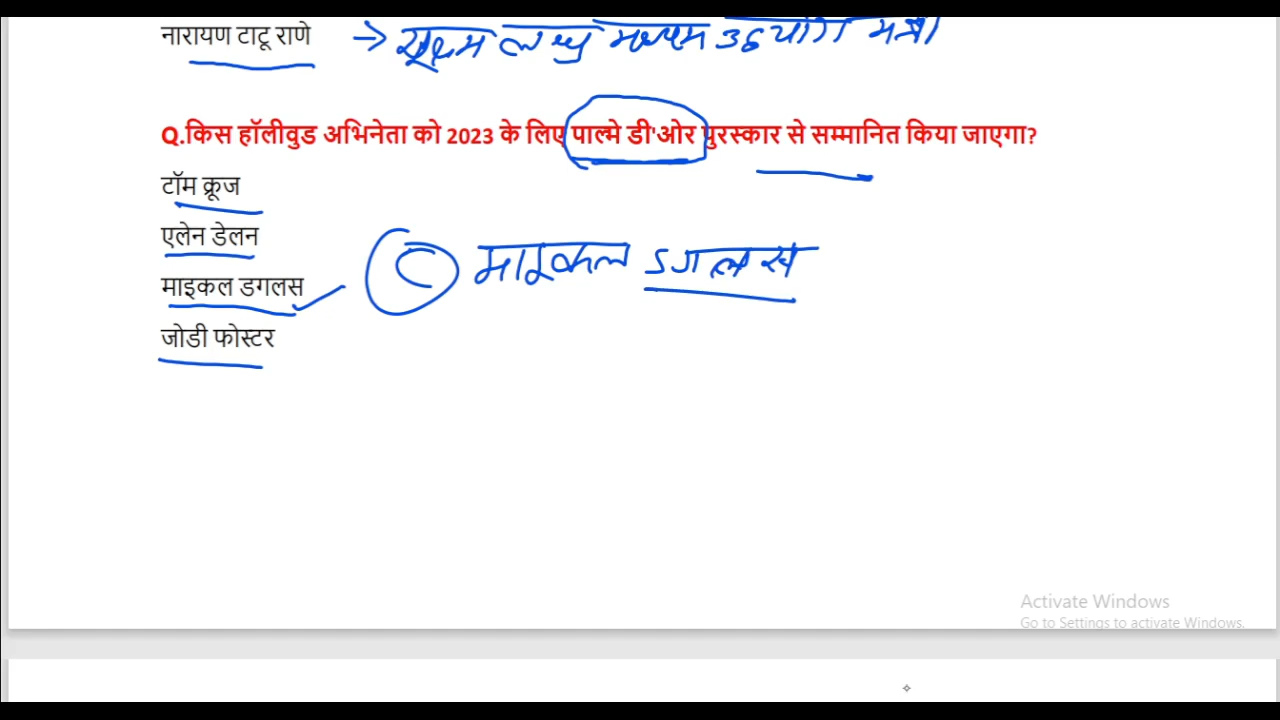 नारायण टाटू राणे → सूक्ष्म लघु मध्यम उद्योग मंत्री
Q.किस हॉलीवुड अभिनेता को 2023 के लिए पाल्मे डी'ओर पुरस्कार से सम्मानित किया जाएगा?
टॉम क्रूज
एलेन डेलन
माइकल डगलस
जोडी फोस्टर
C माइकल डगलस
Activate Windows
Go to Settings to activate Windows.